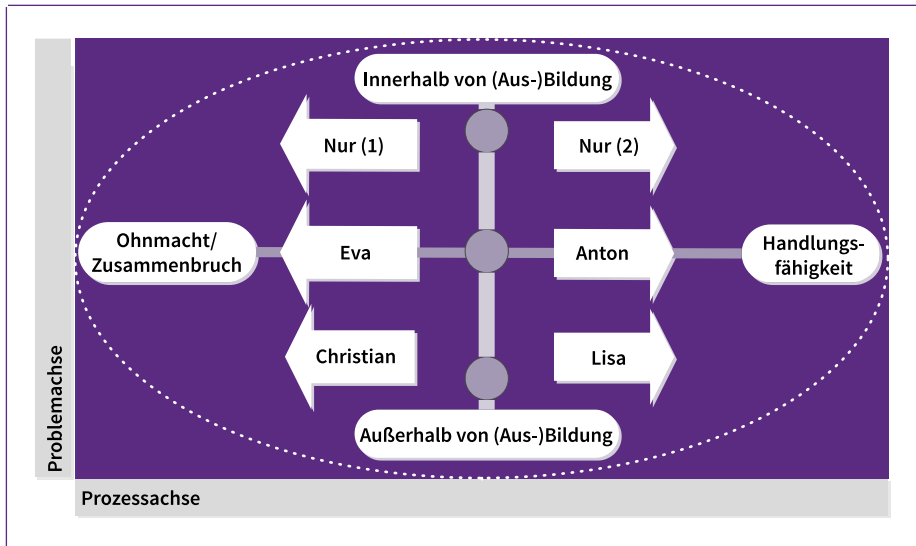 Innerhalb von (Aus-)Bildung
Nur (1)
Nur (2)
Ohnmacht/
Zusammenbruch
Eva
Anton
Handlungs-
fähigkeit
Christian
Lisa
Außerhalb von (Aus-)Bildung
Problemachse
Prozessachse